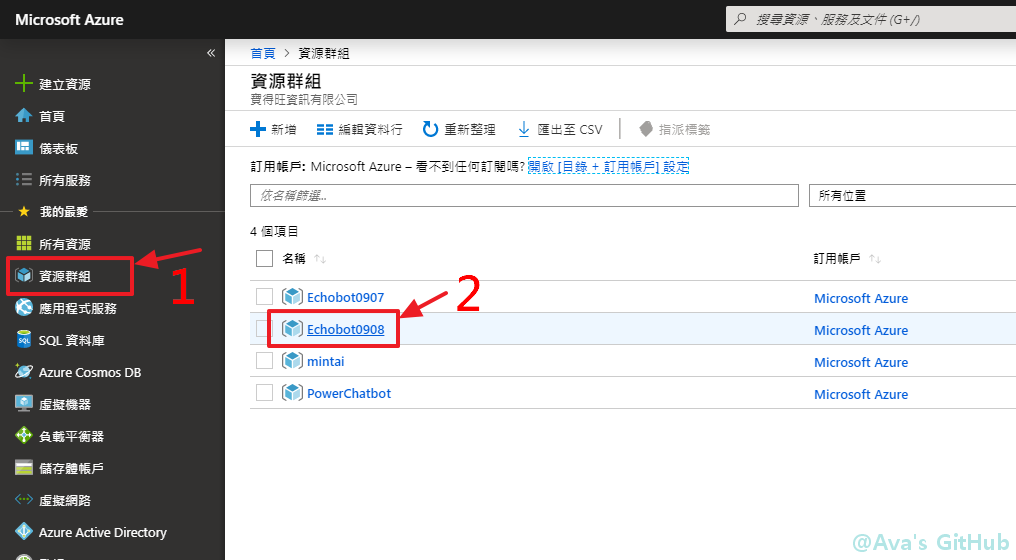 Microsoft Azure
搜尋資源、服務及文件 (G+/)
«
建立資源
首頁
儀表板
所有服務
我的最愛
所有資源
資源群組
應用程式服務
SQL 資料庫
Azure Cosmos DB
虛擬機器
負載平衡器
儲存體帳戶
虛擬網路
Azure Active Directory
1
首頁 > 資源群組
資源群組
寶得旺資訊有限公司
新增 編輯資料行 重新整理 匯出至 CSV 指派標籤
訂用帳戶: Microsoft Azure – 看不到任何訂閱嗎? 開啟 [目錄 + 訂用帳戶] 設定
依名稱篩選... 所有位置
4 個項目
名稱 ↑↓ 訂用帳戶 ↑↓
Echobot0907 Microsoft Azure
Echobot0908 Microsoft Azure
2
mintai Microsoft Azure
PowerChatbot Microsoft Azure
@Ava's GitHub